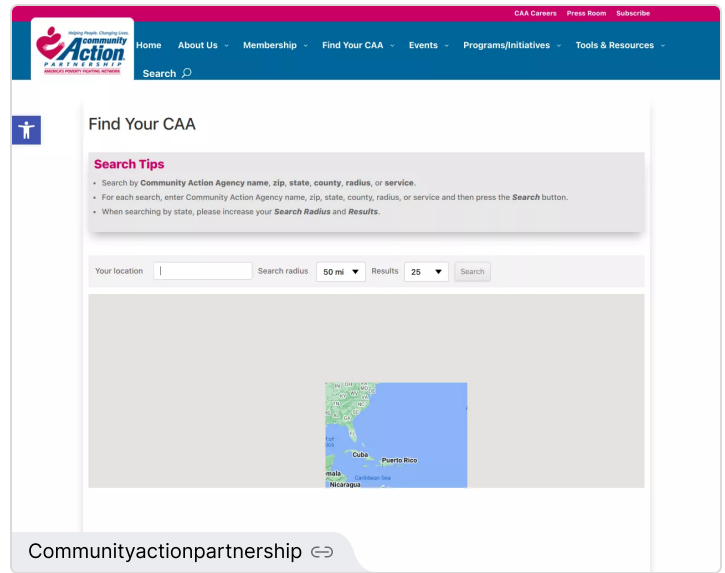 CAA Careers Press Room Subscribe
Helping People. Changing Lives.
community
Action
PARTNERSHIP
AMERICA'S POVERTY FIGHTING NETWORK
Home About Us Membership Find Your CAA Events Programs/Initiatives Tools & Resources
Search
Find Your CAA
Search Tips
• Search by Community Action Agency name, zip, state, county, radius, or service.
• For each search, enter Community Action Agency name, zip, state, county, radius, or service and then press the Search button.
• When searching by state, please increase your Search Radius and Results.
Your location Search radius 50 mi Results 25 Search
Cuba
Puerto Rico
Caribbean Sea
Nicaragua
Communityactionpartnership